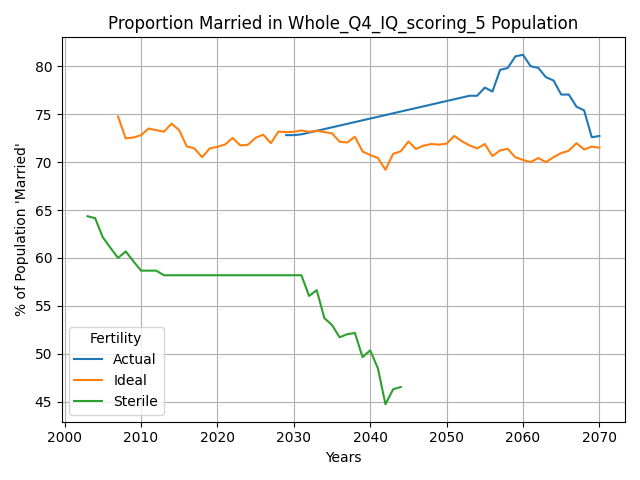 Proportion Married in Whole_Q4_IQ_scoring_5 Population
% of Population 'Married'
80
75
70
65
60
55
50
45
Fertility
Actual
Ideal
Sterile
2000 2010 2020 2030 2040 2050 2060 2070
Years